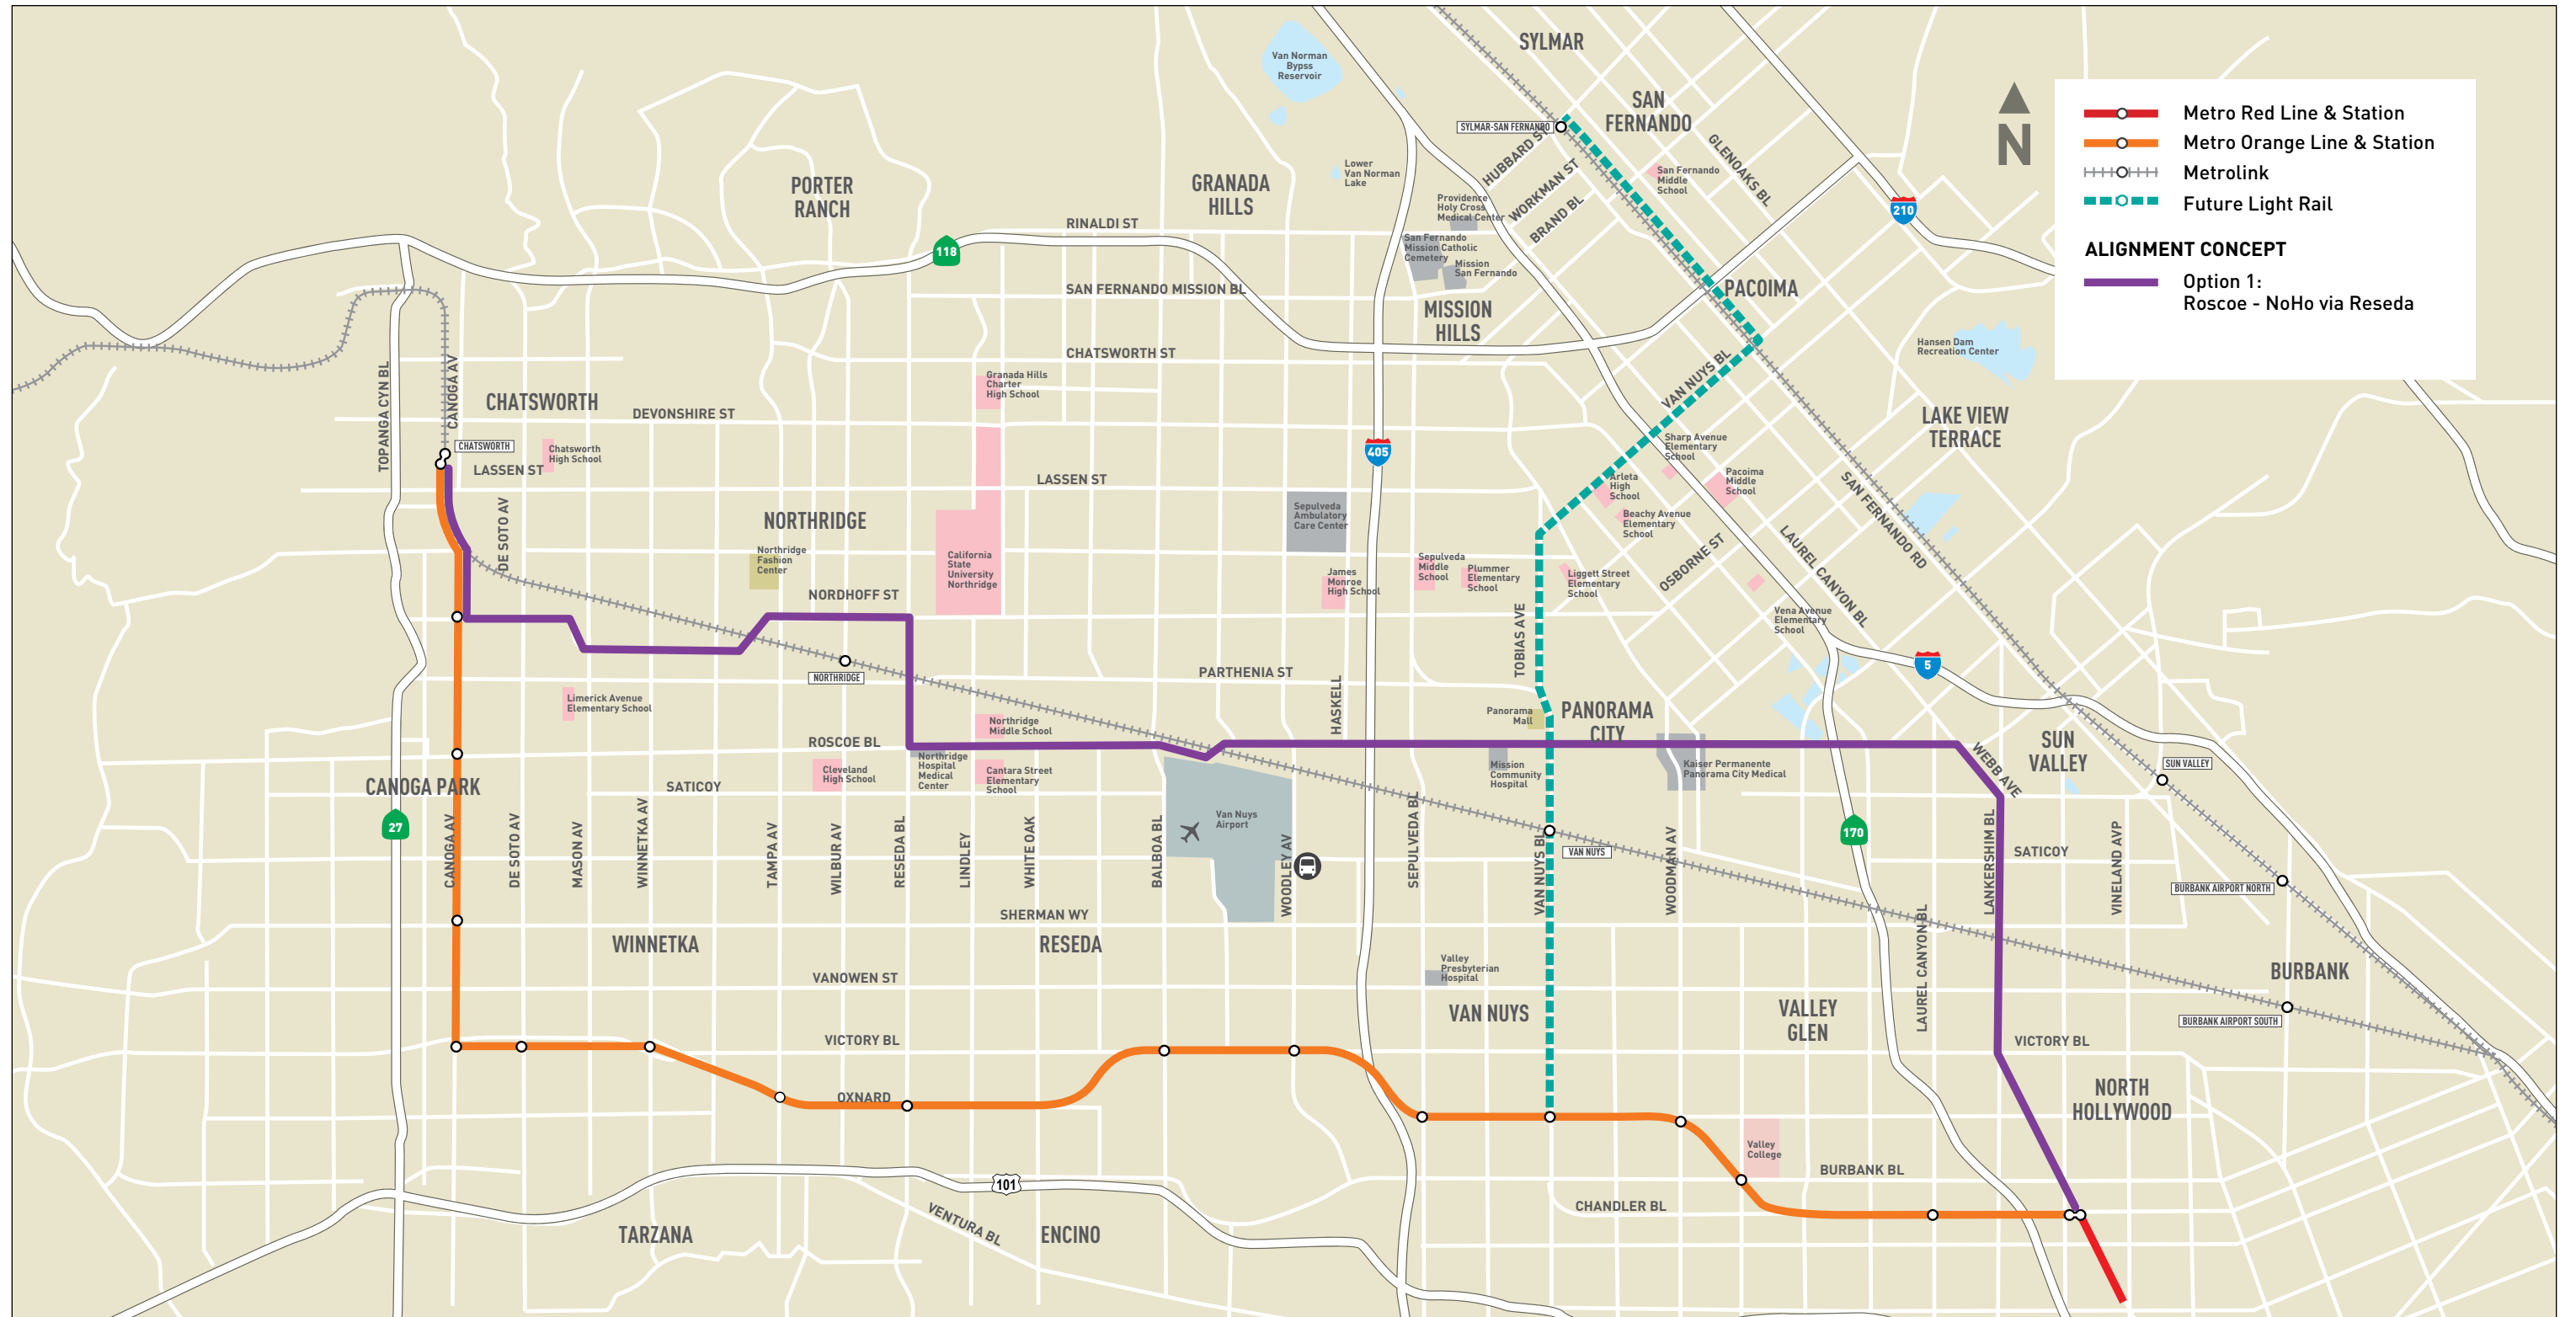 SYLMAR
Van Norman
Bypss
Reservoir
SAN
FERNANDO
SYLMAR-SAN FERNANDO
HUBBARD ST
WORKMAN ST
BRAND BL
GLENOAKS BL
San Fernando
Middle
School
210
N
Metro Red Line & Station
Metro Orange Line & Station
Metrolink
Future Light Rail
ALIGNMENT CONCEPT
Option 1:
Roscoe - NoHo via Reseda
Lower
Van Norman
Lake
PORTER
RANCH
GRANADA
HILLS
RINALDI ST
118
Providence
Holy Cross
Medical Center
San Fernando
Mission Catholic
Cemetery
Mission
San Fernando
SAN FERNANDO MISSION BL
MISSION
HILLS
PACOIMA
Hansen Dam
Recreation Center
CHATSWORTH ST
VAN NUYS BL
TOPANGA CYN BL
CANOGA AV
CHATSWORTH
DEVONSHIRE ST
Granada Hills
Charter
High School
CHATSWORTH
Chatsworth
High School
LASSEN ST
LASSEN ST
405
LAKE VIEW
TERRACE
Sharp Avenue
Elementary
School
Arleta
High
School
Pacoima
Middle
School
Beachy Avenue
Elementary
School
SAN FERNANDO RD
LAUREL CANYON BL
OSBORNE ST
DE SOTO AV
NORTHRIDGE
Northridge
Fashion
Center
California
State
University
Northridge
Sepulveda
Ambulatory
Care Center
James
Monroe
High School
Sepulveda
Middle
School
Plummer
Elementary
School
Liggett Street
Elementary
School
Vena Avenue
Elementary
School
NORDHOFF ST
TOBIAS AVE
5
PARTHENIA ST
NORTHRIDGE
Limerick Avenue
Elementary School
HASKELL
Northridge
Middle School
Panorama
Mall
PANORAMA
CITY
ROSCOE BL
Cleveland
High School
Northridge
Hospital
Medical
Center
Cantara Street
Elementary
School
Mission
Community
Hospital
Kaiser Permanente
Panorama City Medical
WEBB AVE
SUN
VALLEY
SUN VALLEY
CANOGA PARK
SATICOY
27
Van Nuys
Airport
170
CANOGA AV
DE SOTO AV
MASON AV
WINNETKA AV
TAMPA AV
WILBUR AV
RESEDA BL
LINDLEY
WHITE OAK
BALBOA BL
WOODLEY AV
SEPULVEDA BL
VAN NUYS BL
VAN NUYS
WOODMAN AV
LAUREL CANYON BL
LANKERSHIM BL
SATICOY
VINELAND AVP
BURBANK AIRPORT NORTH
SHERMAN WY
WINNETKA
RESEDA
VANOWEN ST
Valley
Presbyterian
Hospital
VAN NUYS
VALLEY
GLEN
BURBANK
BURBANK AIRPORT SOUTH
VICTORY BL
VICTORY BL
OXNARD
NORTH
HOLLYWOOD
Valley
College
BURBANK BL
CHANDLER BL
101
VENTURA BL
TARZANA
ENCINO